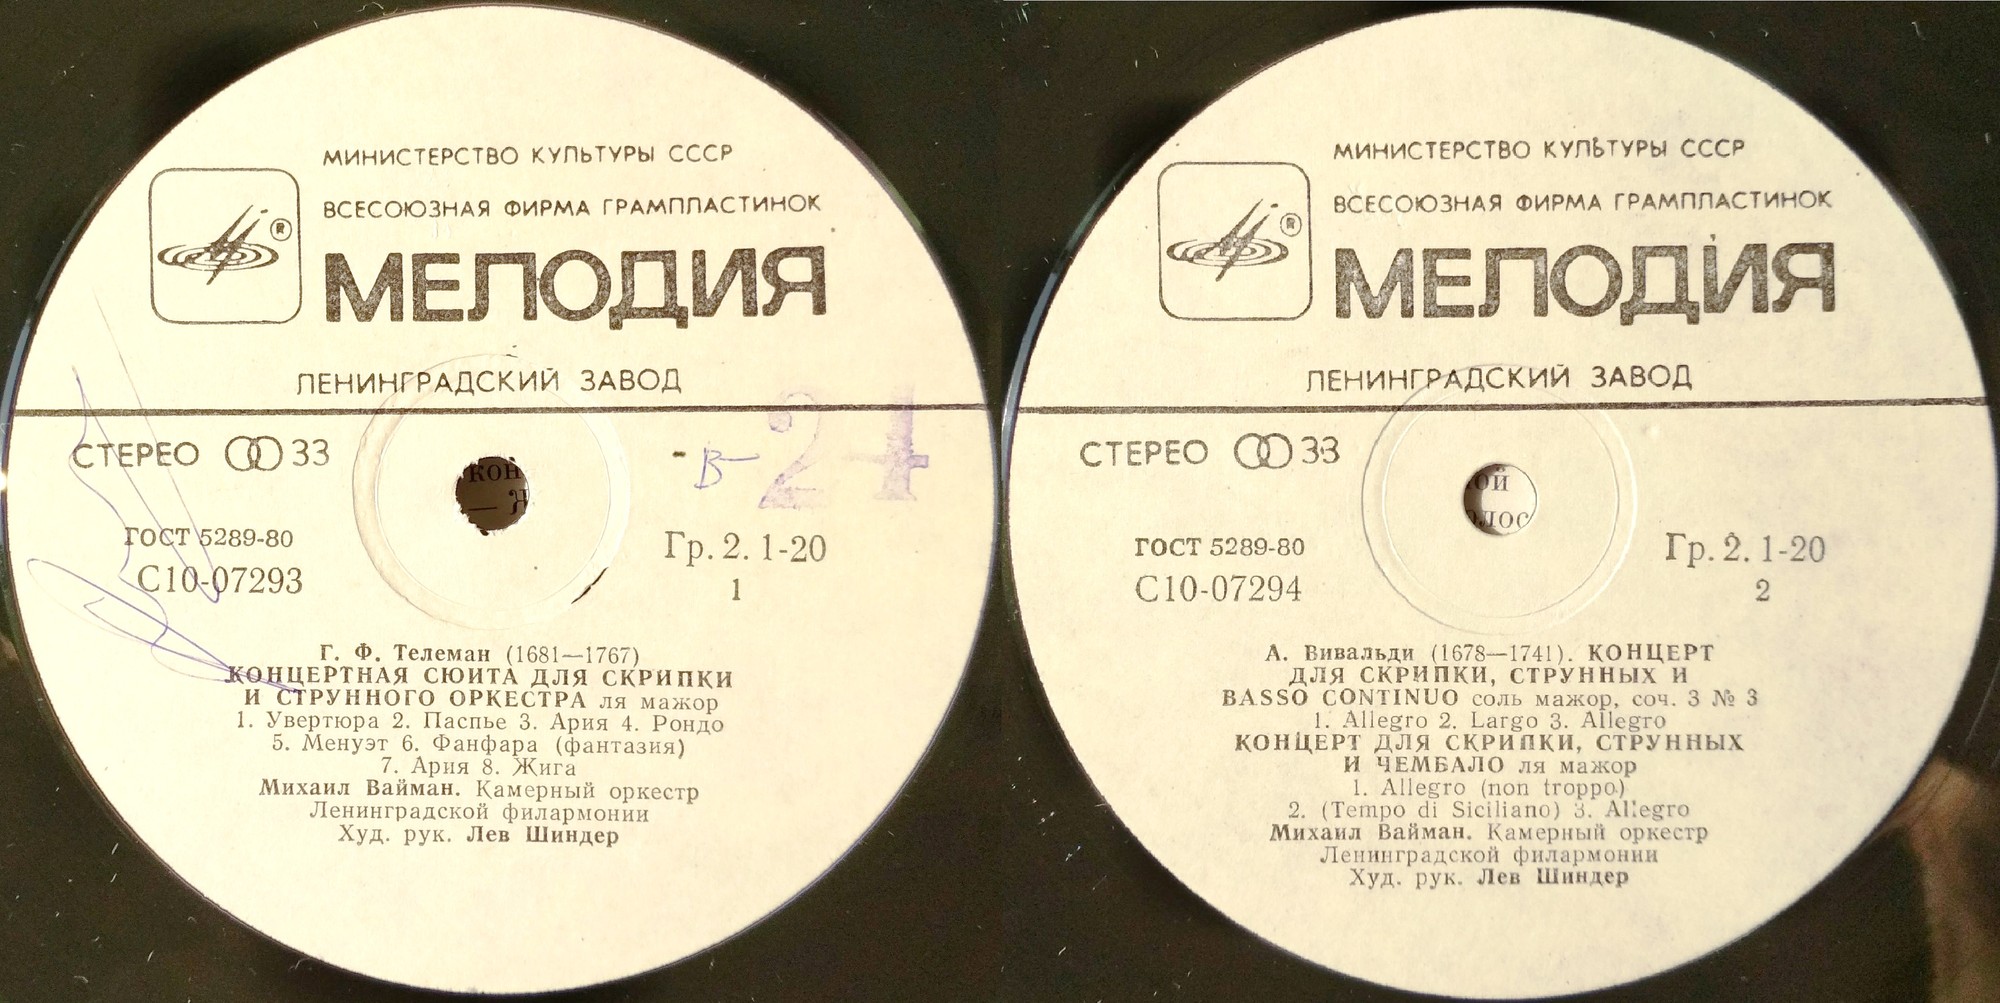 МИНИСТЕРСТВО КУЛЬТУРЫ СССР
ВСЕСОЮЗНАЯ ФИРМА ГРАМПЛАСТИНОК
®
МЕЛОДИЯ
ЛЕНИНГРАДСКИЙ ЗАВОД
СТЕРЕО 33
В- 24
ГОСТ 5289-80
С10-07293
Гр. 2. 1-20
1
Г. Ф. Телеман (1681—1767)
КОНЦЕРТНАЯ СЮИТА ДЛЯ СКРИПКИ
И СТРУННОГО ОРКЕСТРА ля мажор
1. Увертюра 2. Паспье 3. Ария 4. Рондо
5. Менуэт 6. Фанфара (фантазия)
7. Ария 8. Жига
Михаил Вайман. Камерный оркестр
Ленинградской филармонии
Худ. рук. Лев Шиндер
МИНИСТЕРСТВО КУЛЬТУРЫ СССР
ВСЕСОЮЗНАЯ ФИРМА ГРАМПЛАСТИНОК
®
МЕЛОДИЯ
ЛЕНИНГРАДСКИЙ ЗАВОД
СТЕРЕО 33
ГОСТ 5289-80
С10-07294
Гр. 2. 1-20
2
А. Вивальди (1678—1741). КОНЦЕРТ
ДЛЯ СКРИПКИ, СТРУННЫХ И
BASSO CONTINUO соль мажор, соч. 3 № 3
1. Allegro 2. Largo 3. Allegro
КОНЦЕРТ ДЛЯ СКРИПКИ, СТРУННЫХ
И ЧЕМБАЛО ля мажор
1. Allegro (non troppo)
2. (Tempo di Siciliano) 3. Allegro
Михаил Вайман. Камерный оркестр
Ленинградской филармонии
Худ. рук. Лев Шиндер